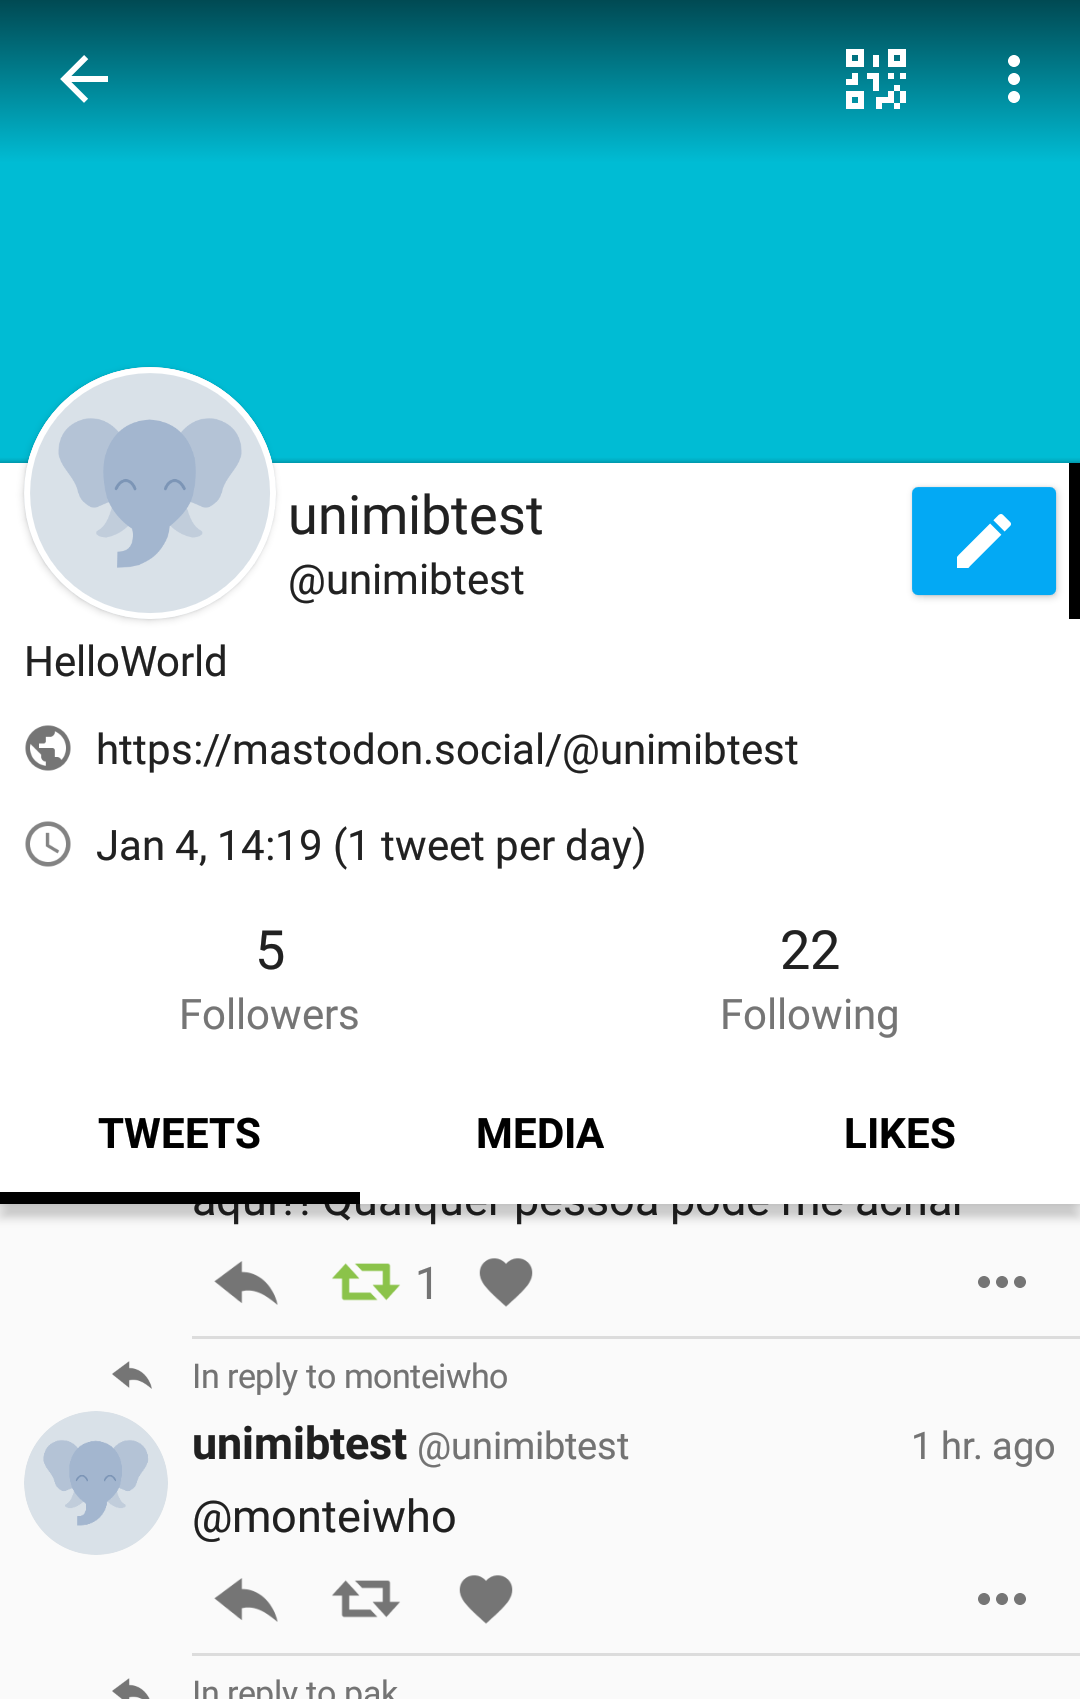 unimibtest
@unimibtest
HelloWorld
https://mastodon.social/@unimibtest
Jan 4, 14:19 (1 tweet per day)
5
Followers
22
Following
TWEETS
MEDIA
LIKES
aqui?! Qualquer pessoa pode me achar
1
In reply to monteiwho
unimibtest @unimibtest
1 hr. ago
@monteiwho
In reply to pak